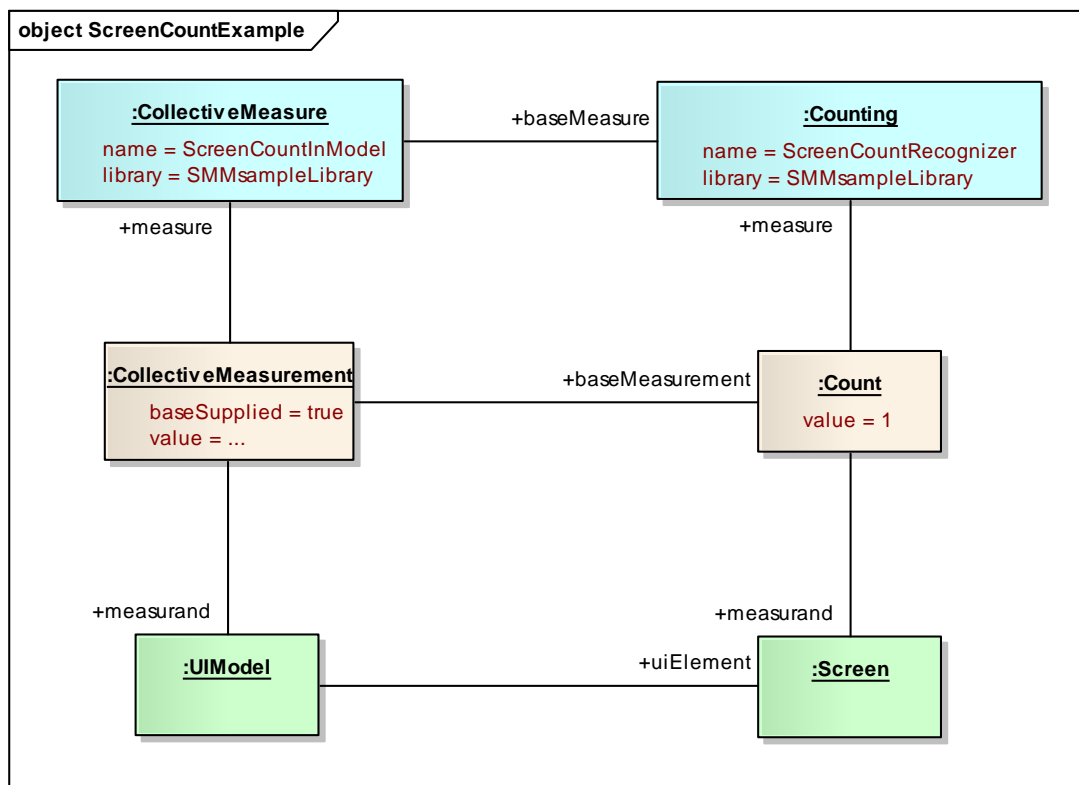 object ScreenCountExample
:CollectiveMeasure
name = ScreenCountInModel
library = SMMsampleLibrary
+baseMeasure
:Counting
name = ScreenCountRecognizer
library = SMMsampleLibrary
+measure
+measure
:CollectiveMeasurement
baseSupplied = true
value = ...
+baseMeasurement
:Count
value = 1
+measurand
+measurand
:UIModel
+uiElement
:Screen